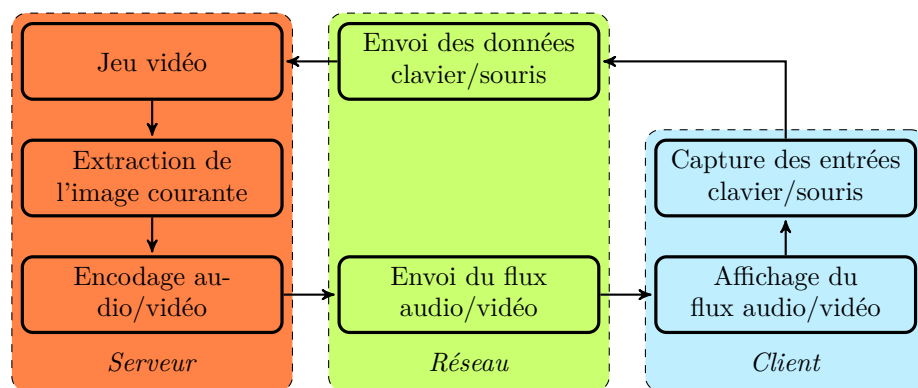 Jeu vidéo
Extraction de
l'image courante
Encodage au-
dio/vidéo
Serveur
Envoi des données
clavier/souris
Envoi du flux
audio/vidéo
Réseau
Capture des entrées
clavier/souris
Affichage du
flux audio/vidéo
Client